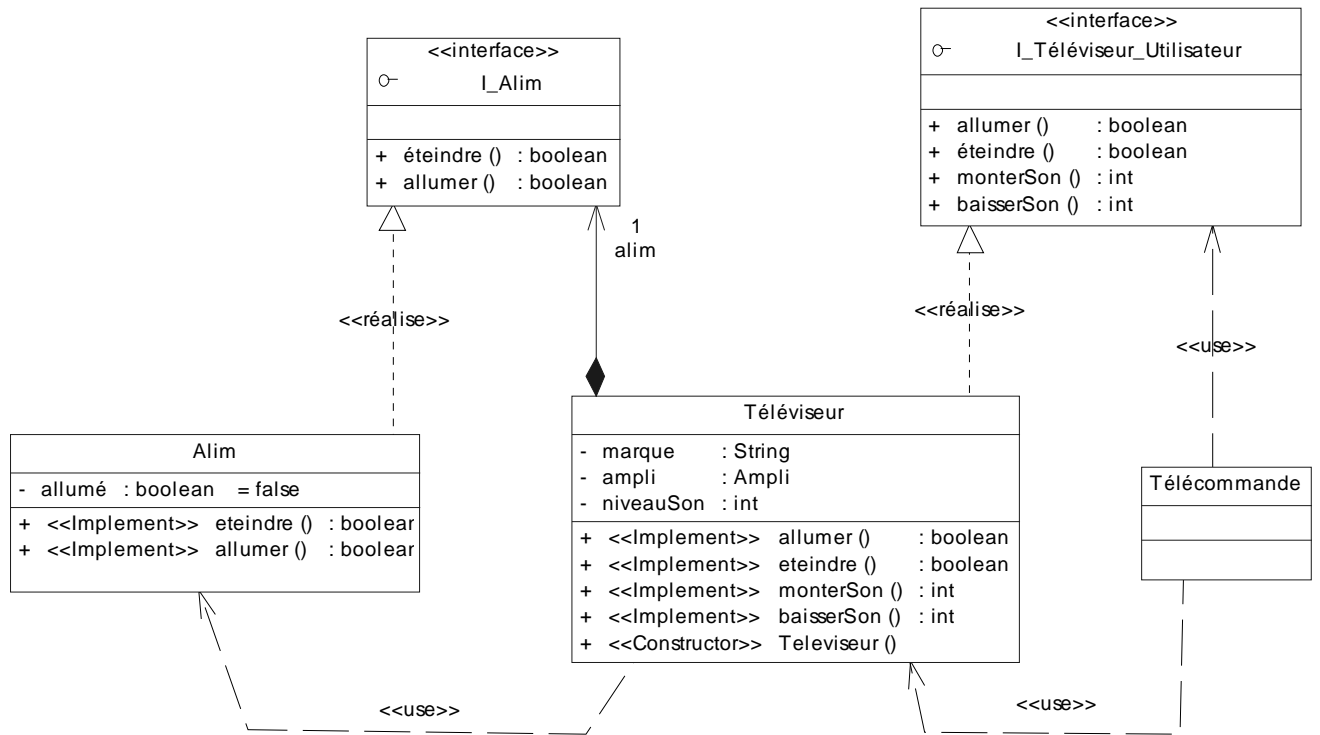 <<interface>>
I_Alim
+ éteindre () : boolean
+ allumer () : boolean
<<interface>>
I_Téléviseur_Utilisateur
+ allumer () : boolean
+ éteindre () : boolean
+ monterSon () : int
+ baisserSon () : int
1
alim
<<réalise>>
<<réalise>>
<<use>>
Alim
- allumé : boolean = false
+ <<Implement>> eteindre () : boolear
+ <<Implement>> allumer () : boolear
Téléviseur
- marque : String
- ampli : Ampli
- niveauSon : int
+ <<Implement>> allumer () : boolean
+ <<Implement>> eteindre () : boolean
+ <<Implement>> monterSon () : int
+ <<Implement>> baisserSon () : int
+ <<Constructor>> Televiseur ()
Télécommande
<<use>>
<<use>>